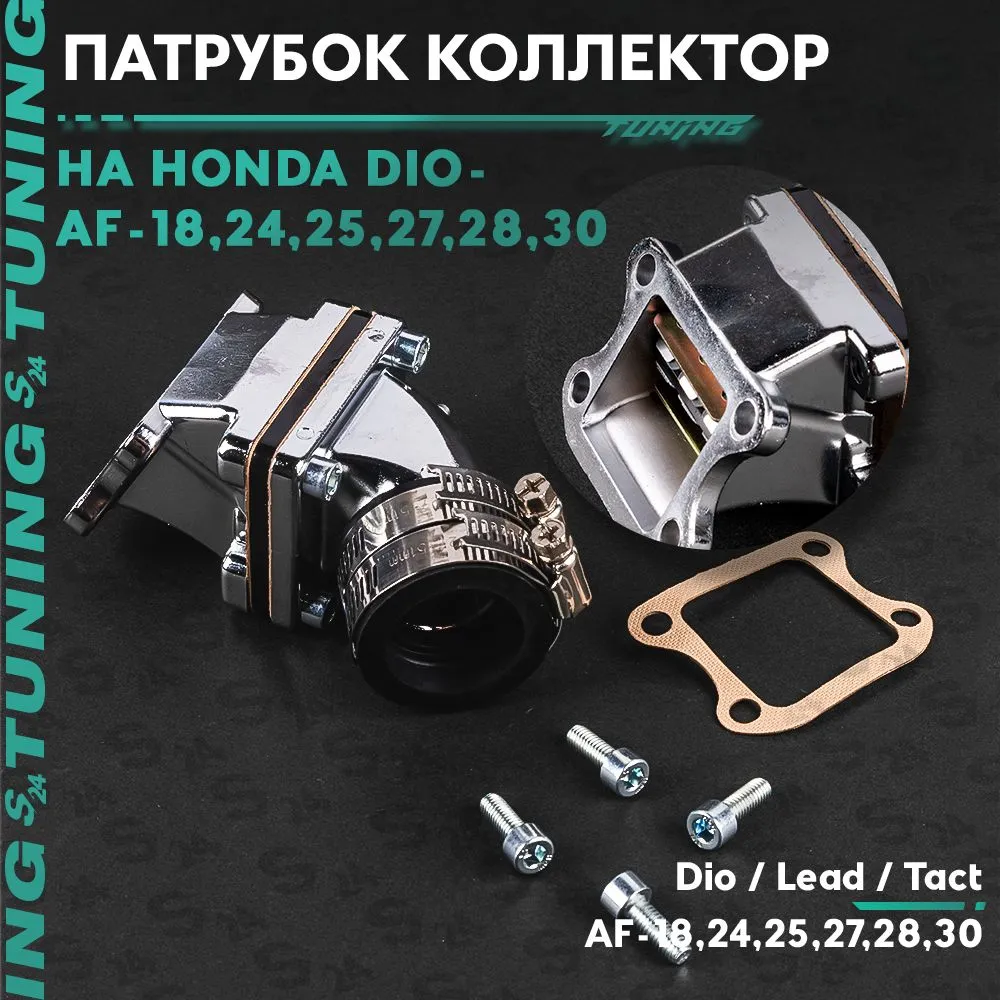 ПАТРУБОК КОЛЛЕКТОР
TUNING
НА HONDA DIO-
AF-18,24,25,27,28,30
ING S24 TUNING S24 TUNING
Dio / Lead / Tact
AF-18,24,25,27,28,30